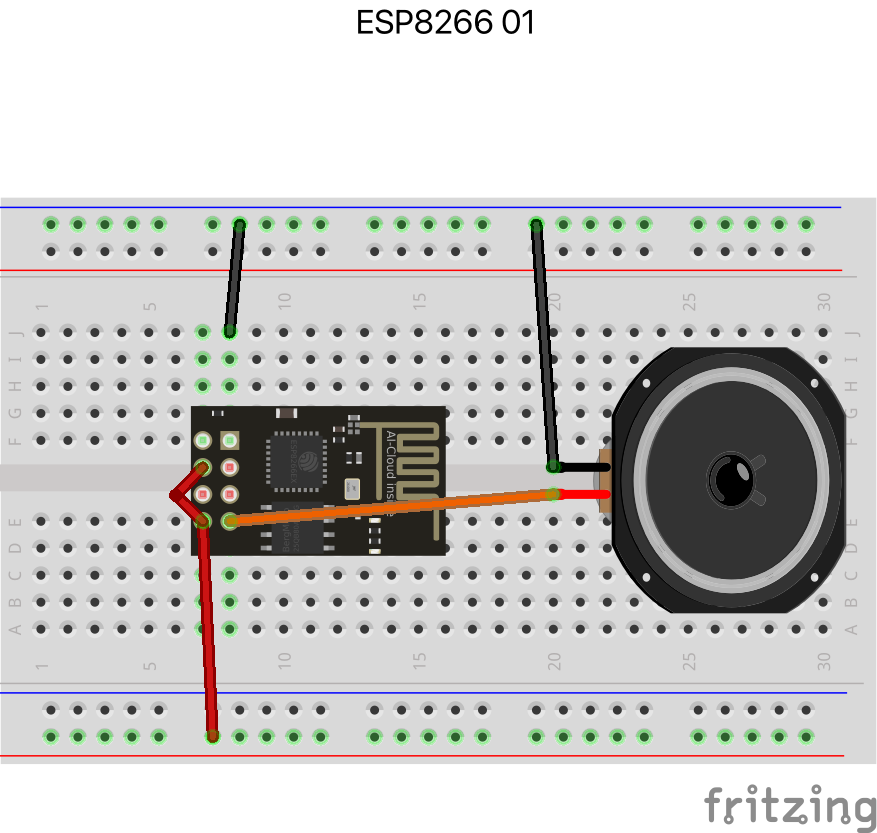 ESP8266 01
1 5 10 15 20 25 30
J J
I I
H H
G G
F F
AI-Cloud inside
E E
D D
C C
B B
A A
1 5 10 15 20 25 30
fritzing